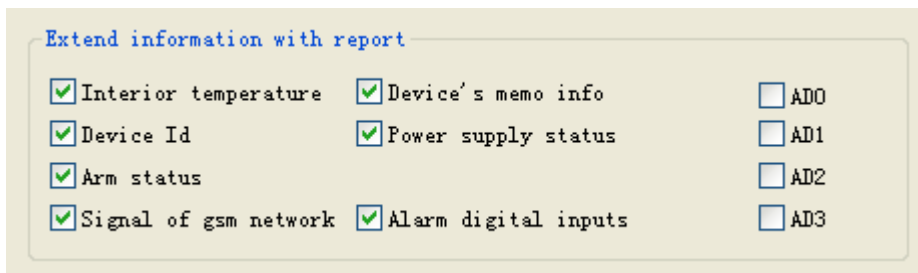 Extend information with report
Interior temperature Device's memo info AD0
Device Id Power supply status AD1
Arm status AD2
Signal of gsm network Alarm digital inputs AD3